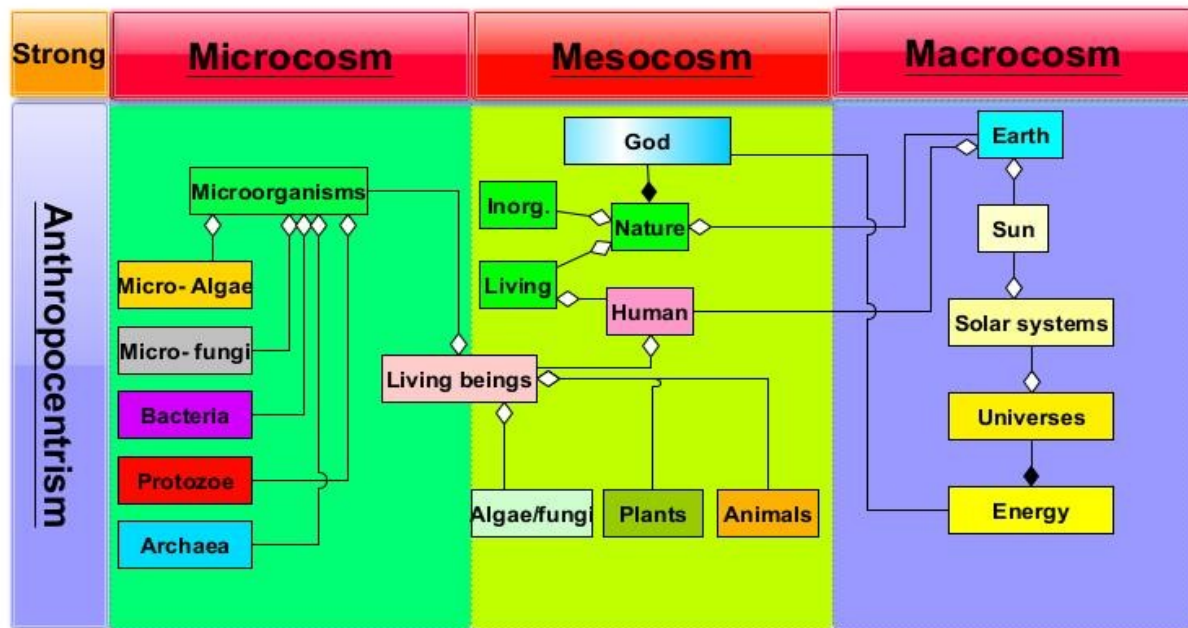 Strong
Microcosm
Mesocosm
Macrocosm
Anthropocentrism
Microorganisms
Micro- Algae
Micro- fungi
Bacteria
Protozoe
Archaea
God
Inorg.
Nature
Living
Human
Living beings
Algae/fungi
Plants
Animals
Earth
Sun
Solar systems
Universes
Energy